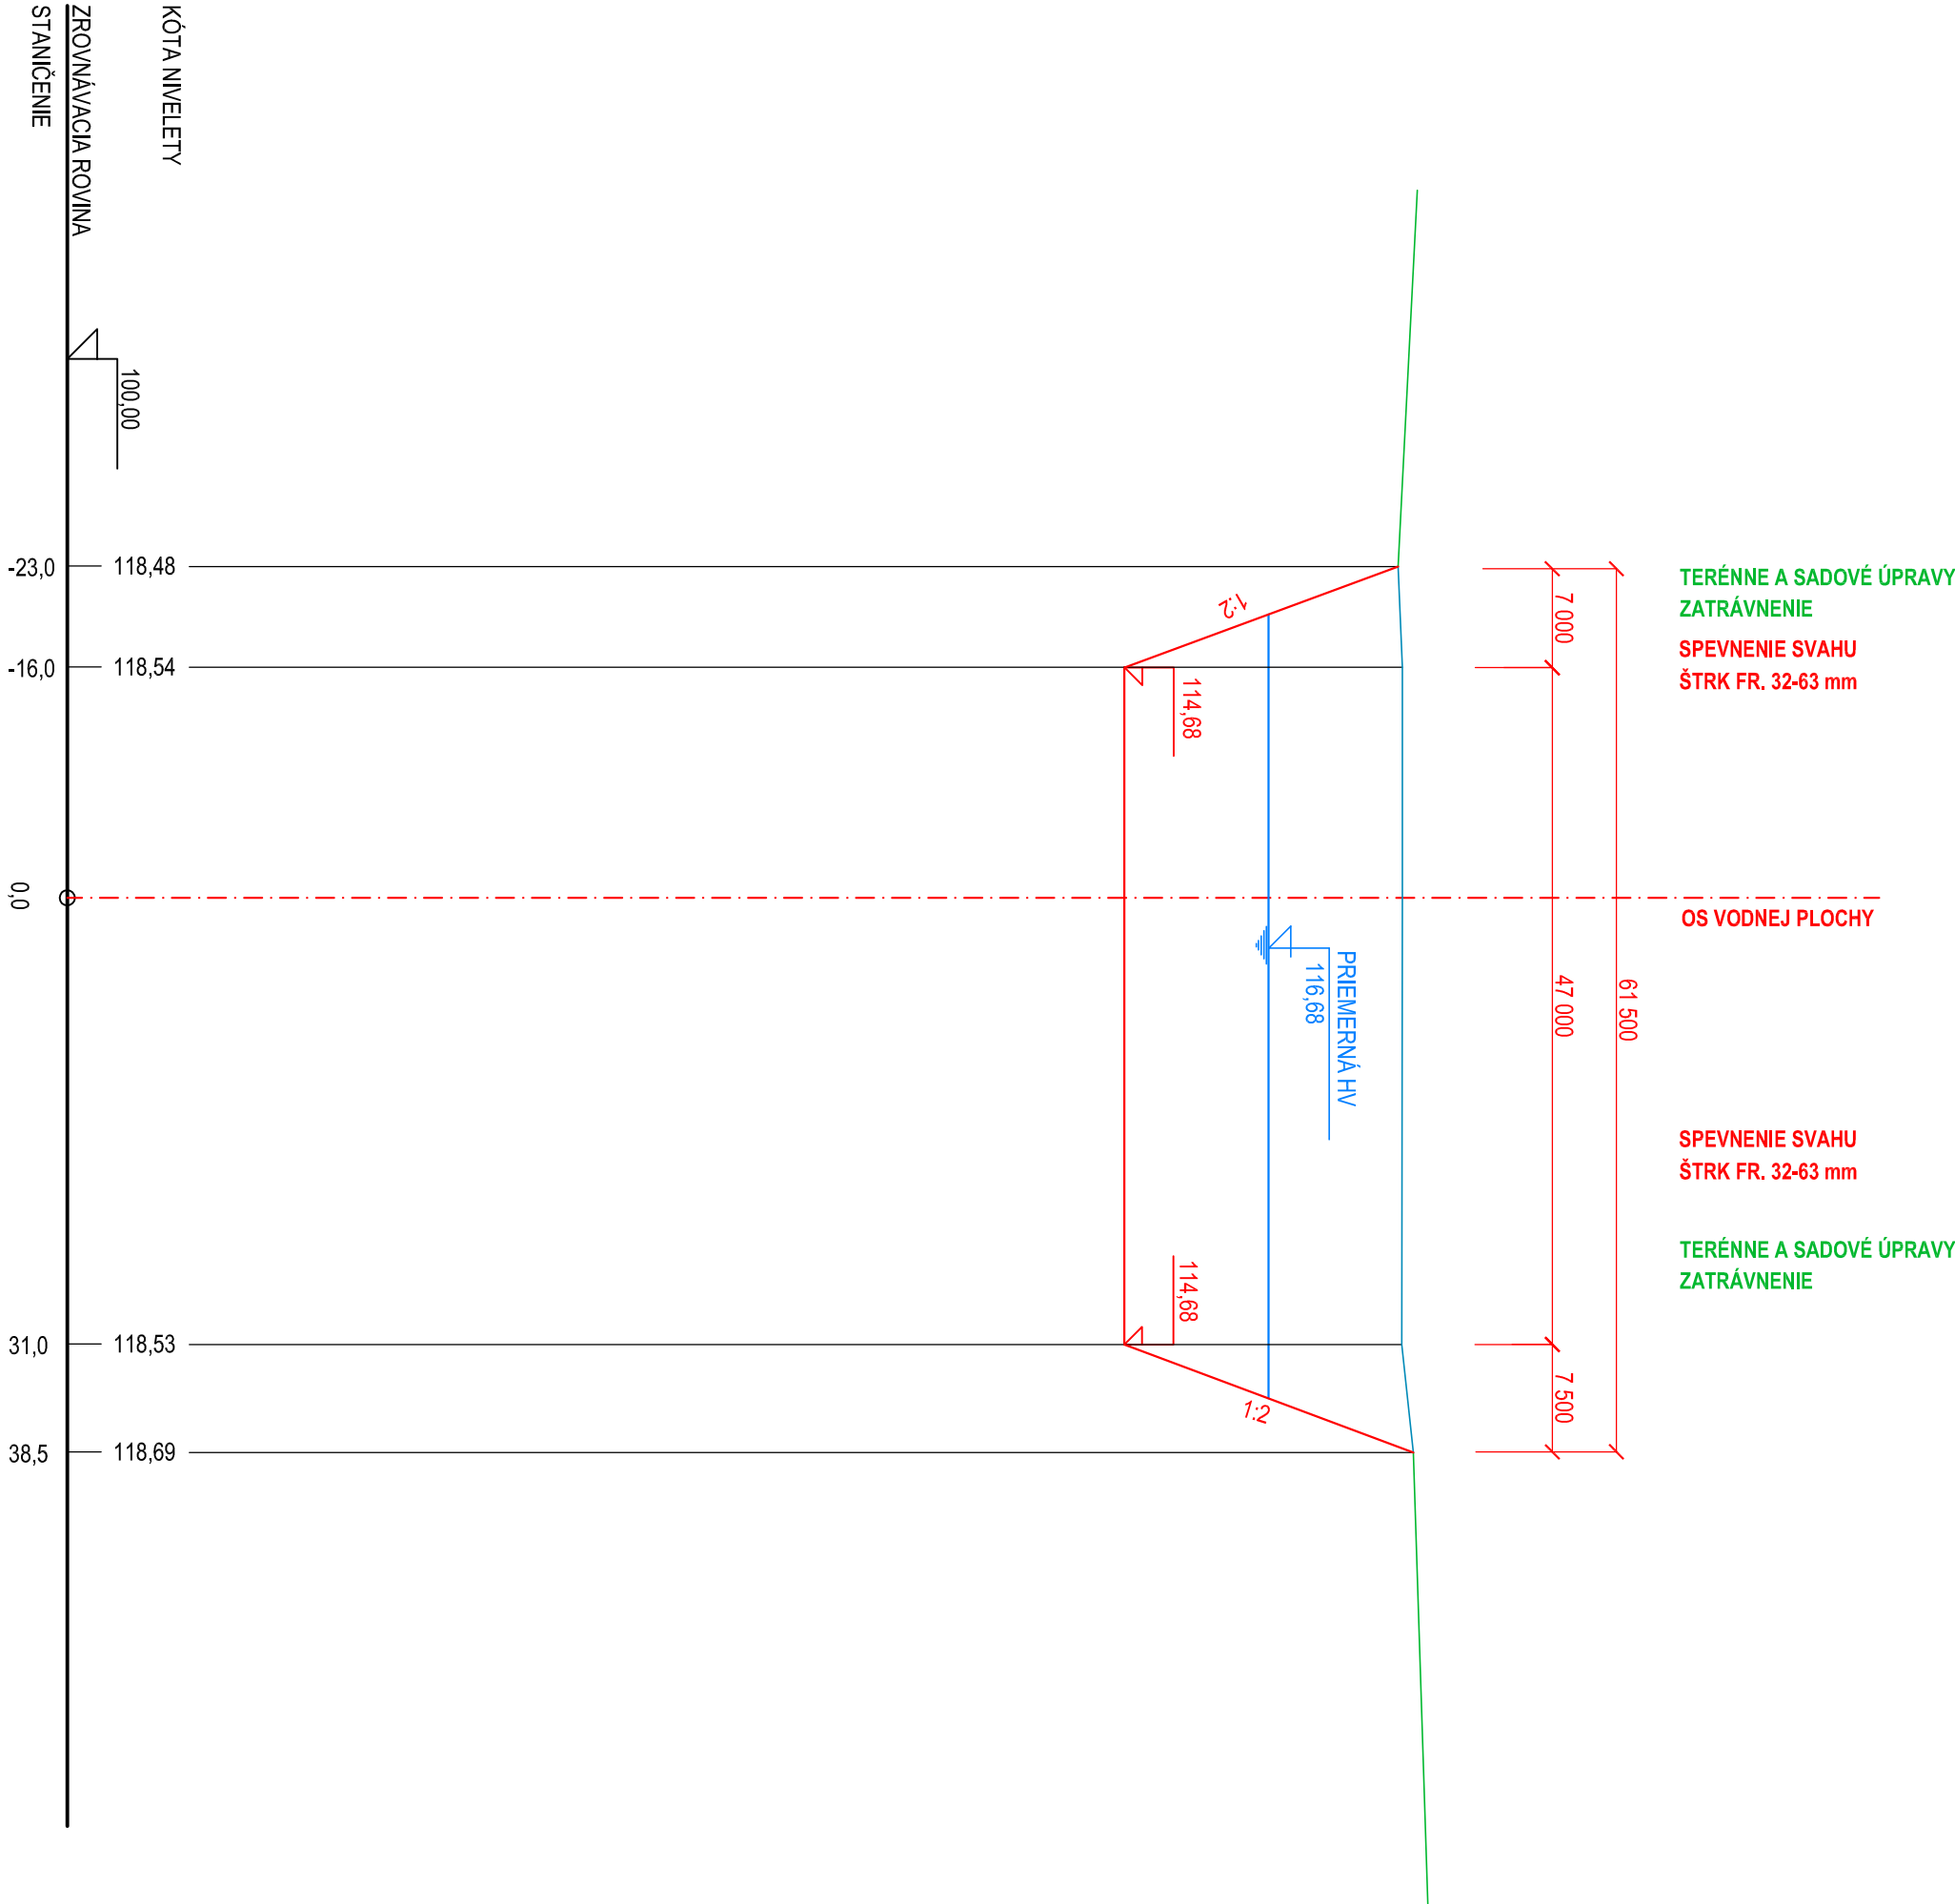 STANIČENIE
ZROVNÁVACIA ROVINA
KÓTA NIVELETY
100,00
-23,0
118,48
-16,0
118,54
0,0
31,0
118,53
38,5
118,69
1:2
114,68
PRIEMERNÁ HV
116,68
114,68
1:2
7 000
47 000
61 500
7 500
TERÉNNE A SADOVÉ ÚPRAVY
ZATRÁVNENIE
SPEVNENIE SVAHU
ŠTRK FR. 32-63 mm
OS VODNEJ PLOCHY
SPEVNENIE SVAHU
ŠTRK FR. 32-63 mm
TERÉNNE A SADOVÉ ÚPRAVY
ZATRÁVNENIE